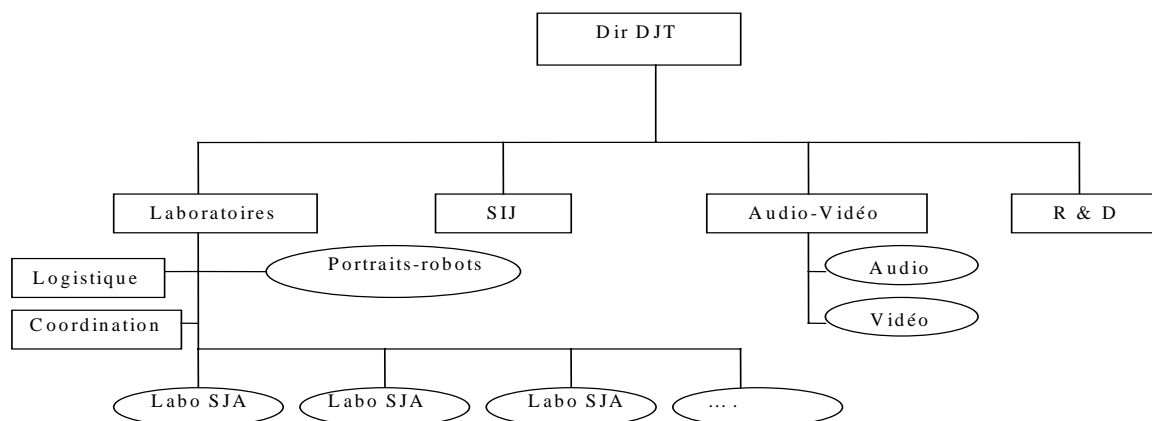 Dir DJT
Laboratoires
SIJ
Audio-Vidéo
R & D
Logistique
Portraits-robots
Audio
Coordination
Vidéo
Labo SJA
Labo SJA
Labo SJA
….